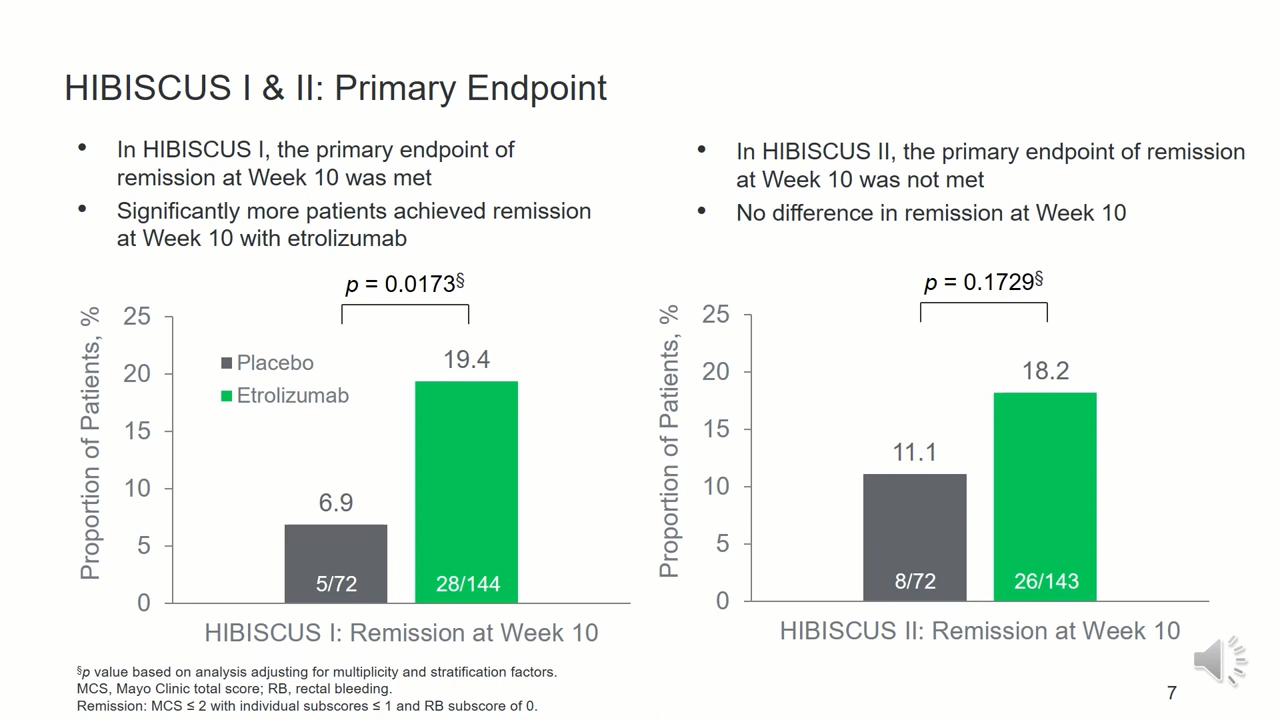 HIBISCUS I & II: Primary Endpoint
• In HIBISCUS I, the primary endpoint of
remission at Week 10 was met
• Significantly more patients achieved remission
at Week 10 with etrolizumab
• In HIBISCUS II, the primary endpoint of remission
at Week 10 was not met
• No difference in remission at Week 10
p = 0.0173§
Proportion of Patients, %
25
20
15
10
5
0
Placebo
Etrolizumab
6.9
19.4
5/72
28/144
HIBISCUS I: Remission at Week 10
p = 0.1729§
Proportion of Patients, %
25
20
15
10
5
0
11.1
18.2
8/72
26/143
HIBISCUS II: Remission at Week 10
§p value based on analysis adjusting for multiplicity and stratification factors.
MCS, Mayo Clinic total score; RB, rectal bleeding.
Remission: MCS ≤ 2 with individual subscores ≤ 1 and RB subscore of 0.
7